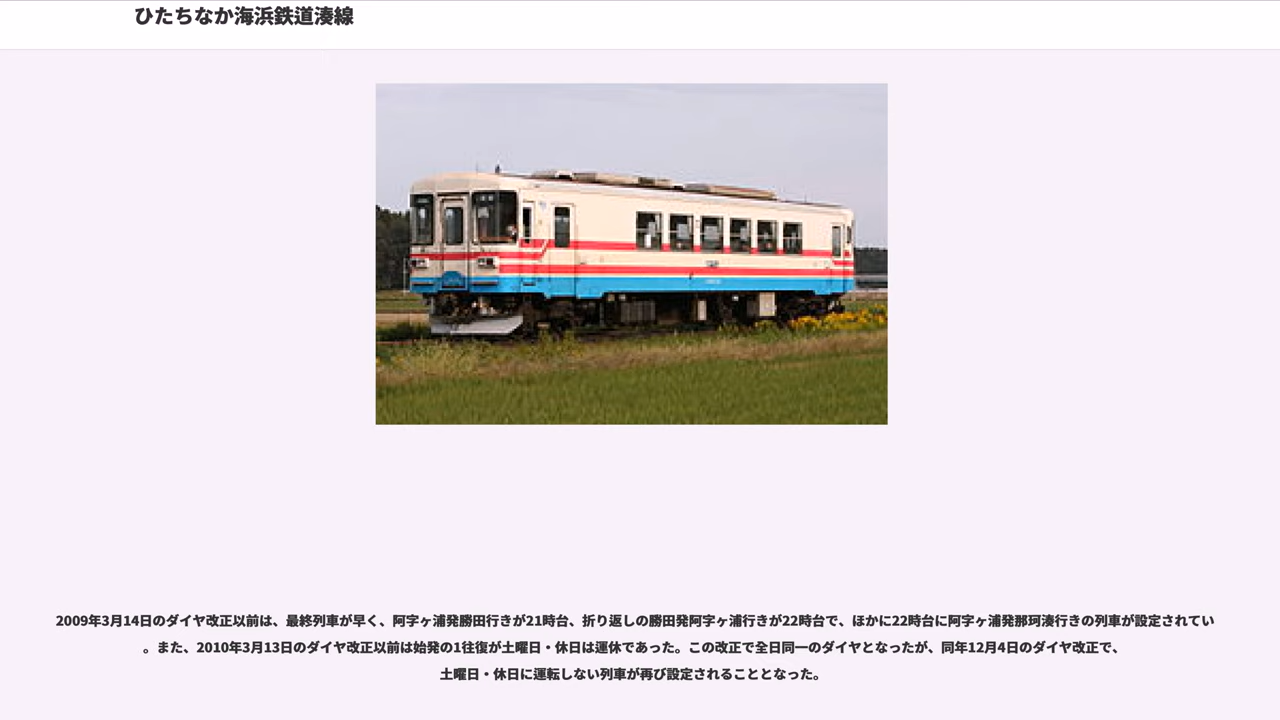 ひたちなか海浜鉄道湊線
2009年3月14日のダイヤ改正以前は、最終列車が早く、阿字ヶ浦発勝田行きが21時台、折り返しの勝田発阿字ヶ浦行きが22時台で、ほかに22時台に阿字ヶ浦発那珂湊行きの列車が設定されてい
。また、2010年3月13日のダイヤ改正以前は始発の1往復が土曜日・休日は運休であった。この改正で全日同一のダイヤとなったが、同年12月4日のダイヤ改正で、
土曜日・休日に運転しない列車が再び設定されることとなった。